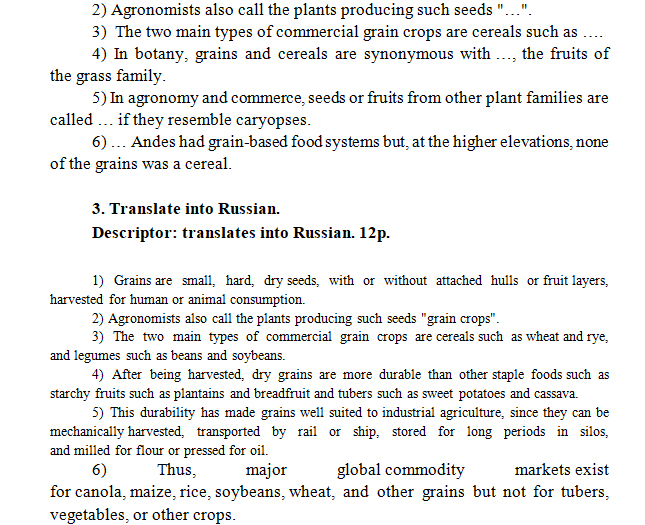 2) Agronomists also call the plants producing such seeds "…".
3) The two main types of commercial grain crops are cereals such as ….
4) In botany, grains and cereals are synonymous with …, the fruits of
the grass family.
5) In agronomy and commerce, seeds or fruits from other plant families are
called … if they resemble caryopses.
6) … Andes had grain-based food systems but, at the higher elevations, none
of the grains was a cereal.
3. Translate into Russian.
Descriptor: translates into Russian. 12p.
1) Grains are small, hard, dry seeds, with or without attached hulls or fruit layers,
harvested for human or animal consumption.
2) Agronomists also call the plants producing such seeds "grain crops".
3) The two main types of commercial grain crops are cereals such as wheat and rye,
and legumes such as beans and soybeans.
4) After being harvested, dry grains are more durable than other staple foods such as
starchy fruits such as plantains and breadfruit and tubers such as sweet potatoes and cassava.
5) This durability has made grains well suited to industrial agriculture, since they can be
mechanically harvested, transported by rail or ship, stored for long periods in silos,
and milled for flour or pressed for oil.
6) Thus, major global commodity markets exist
for canola, maize, rice, soybeans, wheat, and other grains but not for tubers,
vegetables, or other crops.